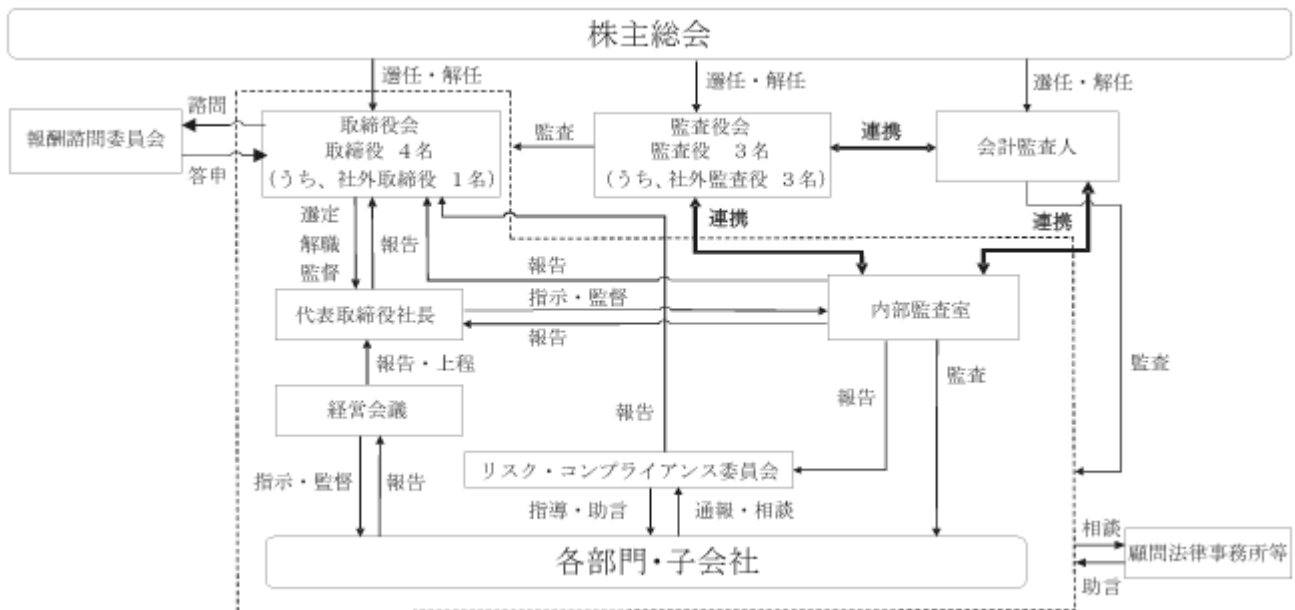 株主総会
選任・解任
選任・解任
選任・解任
諮問
報酬諮問委員会
答申
取締役会
取締役 4名
(うち、社外取締役 1名)
監査
監査役会
監査役 3名
(うち、社外監査役 3名)
連携
会計監査人
選定
解職
監督
報告
連携
連携
報告
代表取締役社長
指示・監督
報告
内部監査室
報告・上程
監査
監査
経営会議
報告
報告
指示・監督
報告
リスク・コンプライアンス委員会
指導・助言
通報・相談
各部門・子会社
相談
顧問法律事務所等
助言